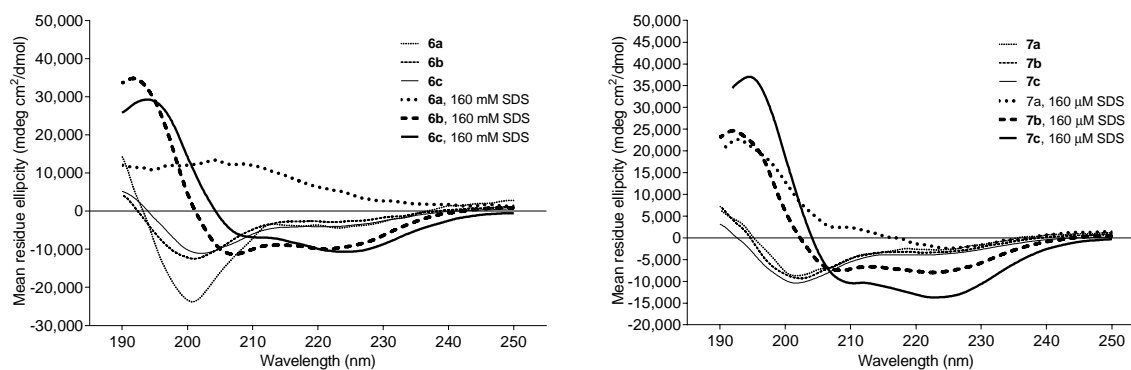 50,000
40,000
30,000
20,000
10,000
0
-10,000
-20,000
-30,000
190 200 210 220 230 240 250
Wavelength (nm)
Mean residue ellipcity (mdeg cm²/dmol)
6a
6b
6c
6a, 160 mM SDS
6b, 160 mM SDS
6c, 160 mM SDS
50,000
45,000
40,000
35,000
30,000
25,000
20,000
15,000
10,000
5,000
0
-5,000
-10,000
-15,000
-20,000
190 200 210 220 230 240 250
Wavelength (nm)
Mean residue ellipcity (mdeg cm²/dmol)
7a
7b
7c
7a, 160 μM SDS
7b, 160 μM SDS
7c, 160 μM SDS